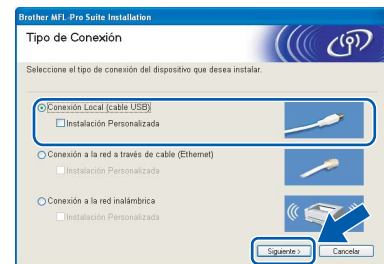 Brother MFL-Pro Suite Installation
Tipo de Conexión
Seleccione el tipo de conexión del dispositivo que desea instalar.
Conexión Local (cable USB)
Instalación Personalizada
Conexión a la red a través de cable (Ethernet)
Instalación Personalizada
Conexión a la red inalámbrica
Instalación Personalizada
Siguiente > Cancelar